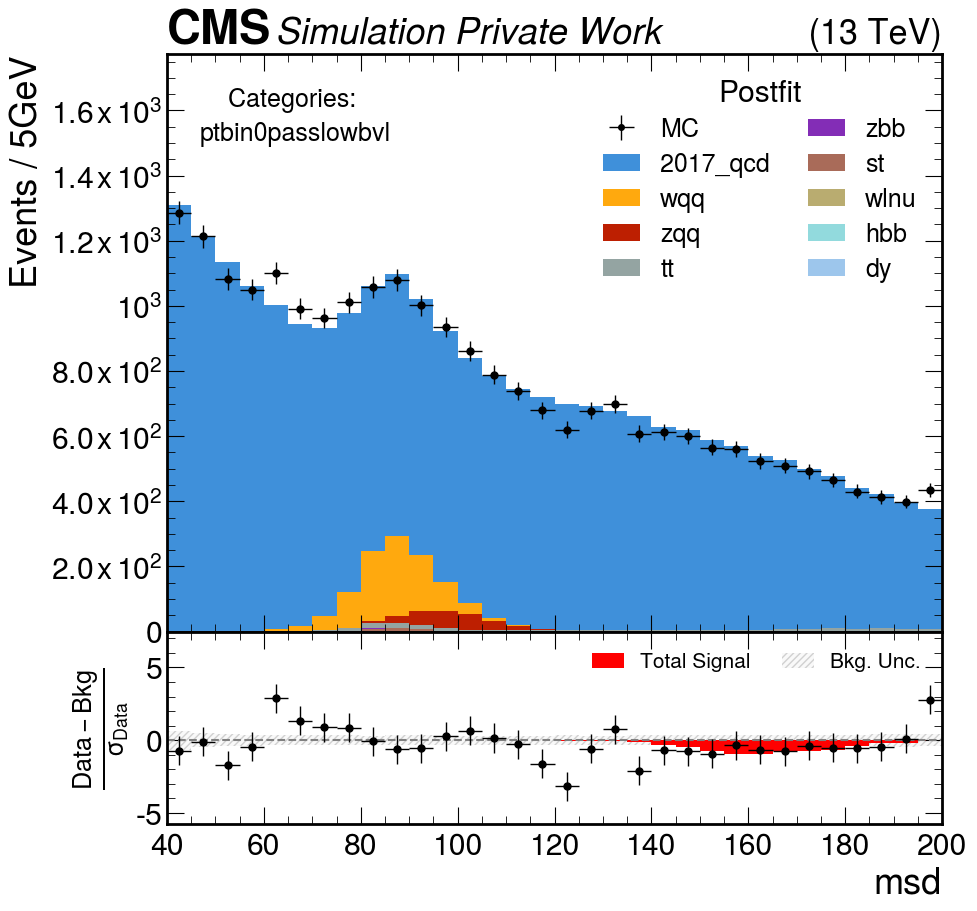 CMS Simulation Private Work (13 TeV)
Events / 5GeV
Categories:
ptbin0passlowbvl
Postfit
MC
2017_qcd
wqq
zqq
tt
zbb
st
wlnu
hbb
dy
1.6 x 10³
1.4 x 10³
1.2 x 10³
10³
8.0 x 10²
6.0 x 10²
4.0 x 10²
2.0 x 10²
0
Data – Bkg
σData
Total Signal
Bkg. Unc.
5
0
-5
40 60 80 100 120 140 160 180 200
msd